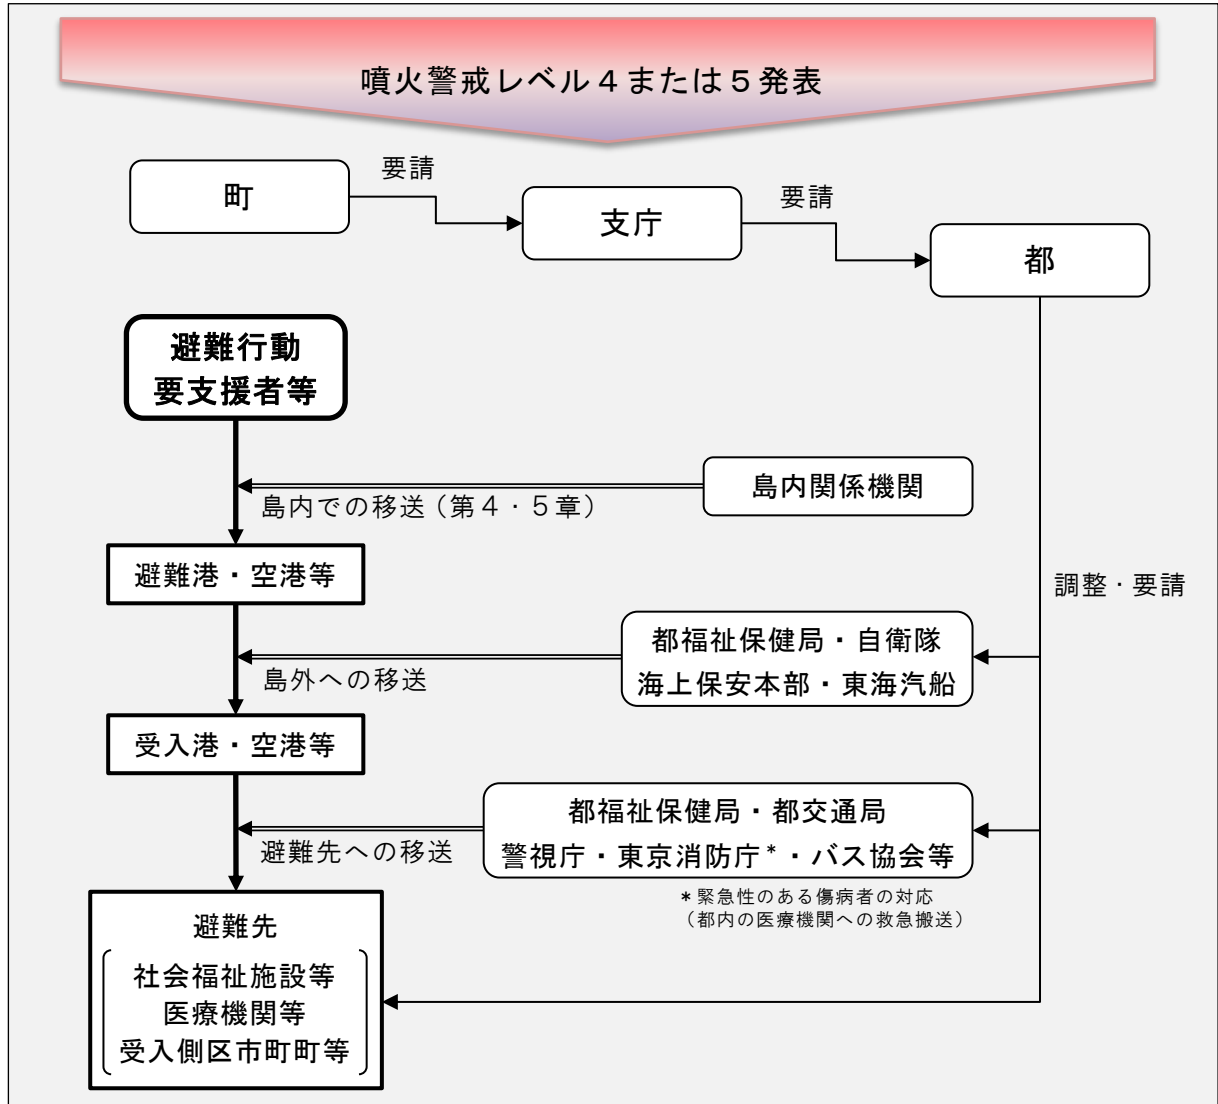 噴火警戒レベル４または５発表
町
要請
支庁
要請
都
避難行動
要支援者等
島内関係機関
島内での移送（第４・５章）
避難港・空港等
調整・要請
都福祉保健局・自衛隊
海上保安本部・東海汽船
島外への移送
受入港・空港等
都福祉保健局・都交通局
警視庁・東京消防庁*・バス協会等
避難先への移送
*緊急性のある傷病者の対応
（都内の医療機関への救急搬送）
避難先
社会福祉施設等
医療機関等
受入側区市町町等